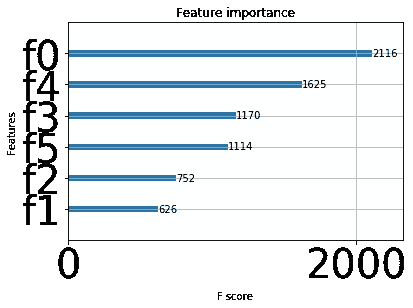 Feature importance
Features
f0 2116
f4 1625
f3 1170
f5 1114
f2 752
f1 626
0 2000
F score